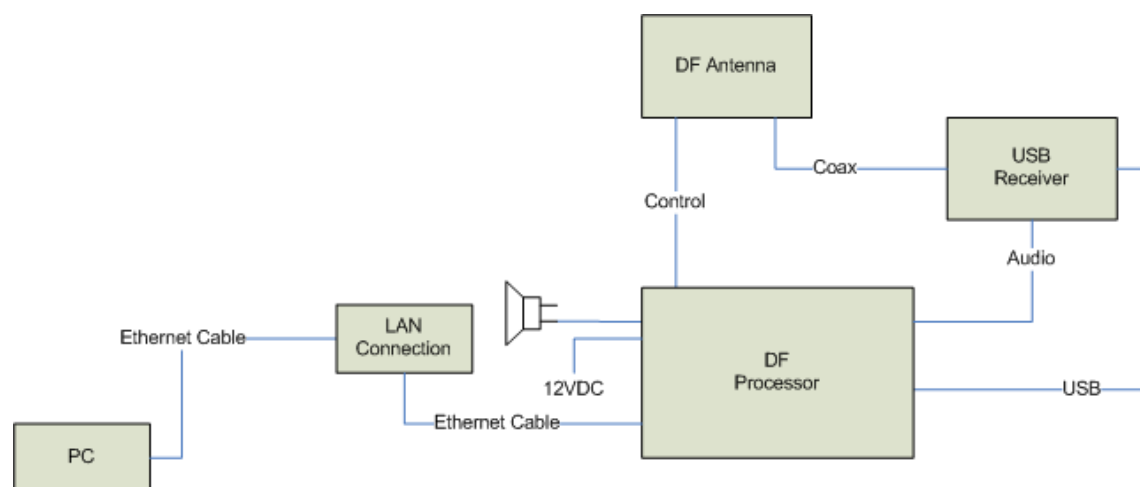 DF Antenna
USB
Receiver
Coax
Control
Audio
LAN
Connection
Ethernet Cable
DF
Processor
12VDC
USB
Ethernet Cable
PC